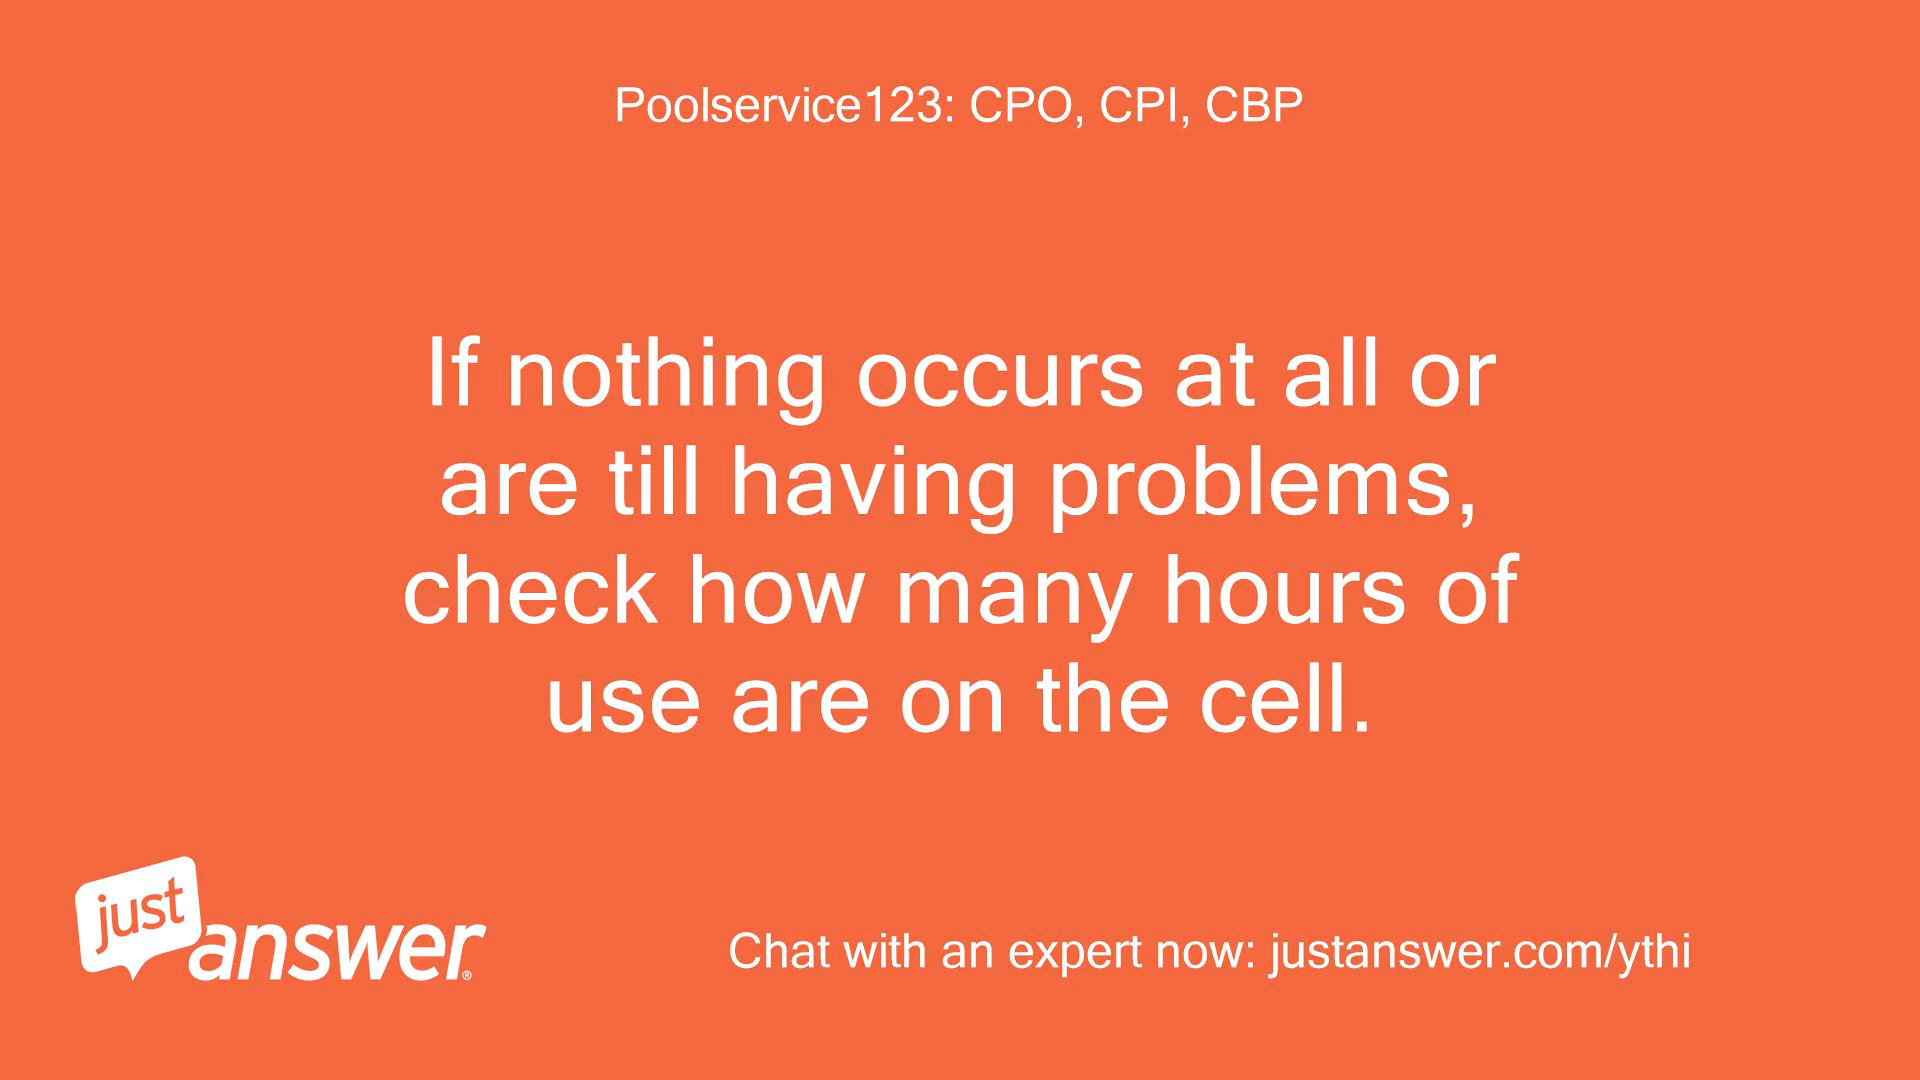 Poolservice123: CPO, CPI, CBP
If nothing occurs at all or
are till having problems,
check how many hours of
use are on the cell.
just
answer®
Chat with an expert now: justanswer.com/ythi